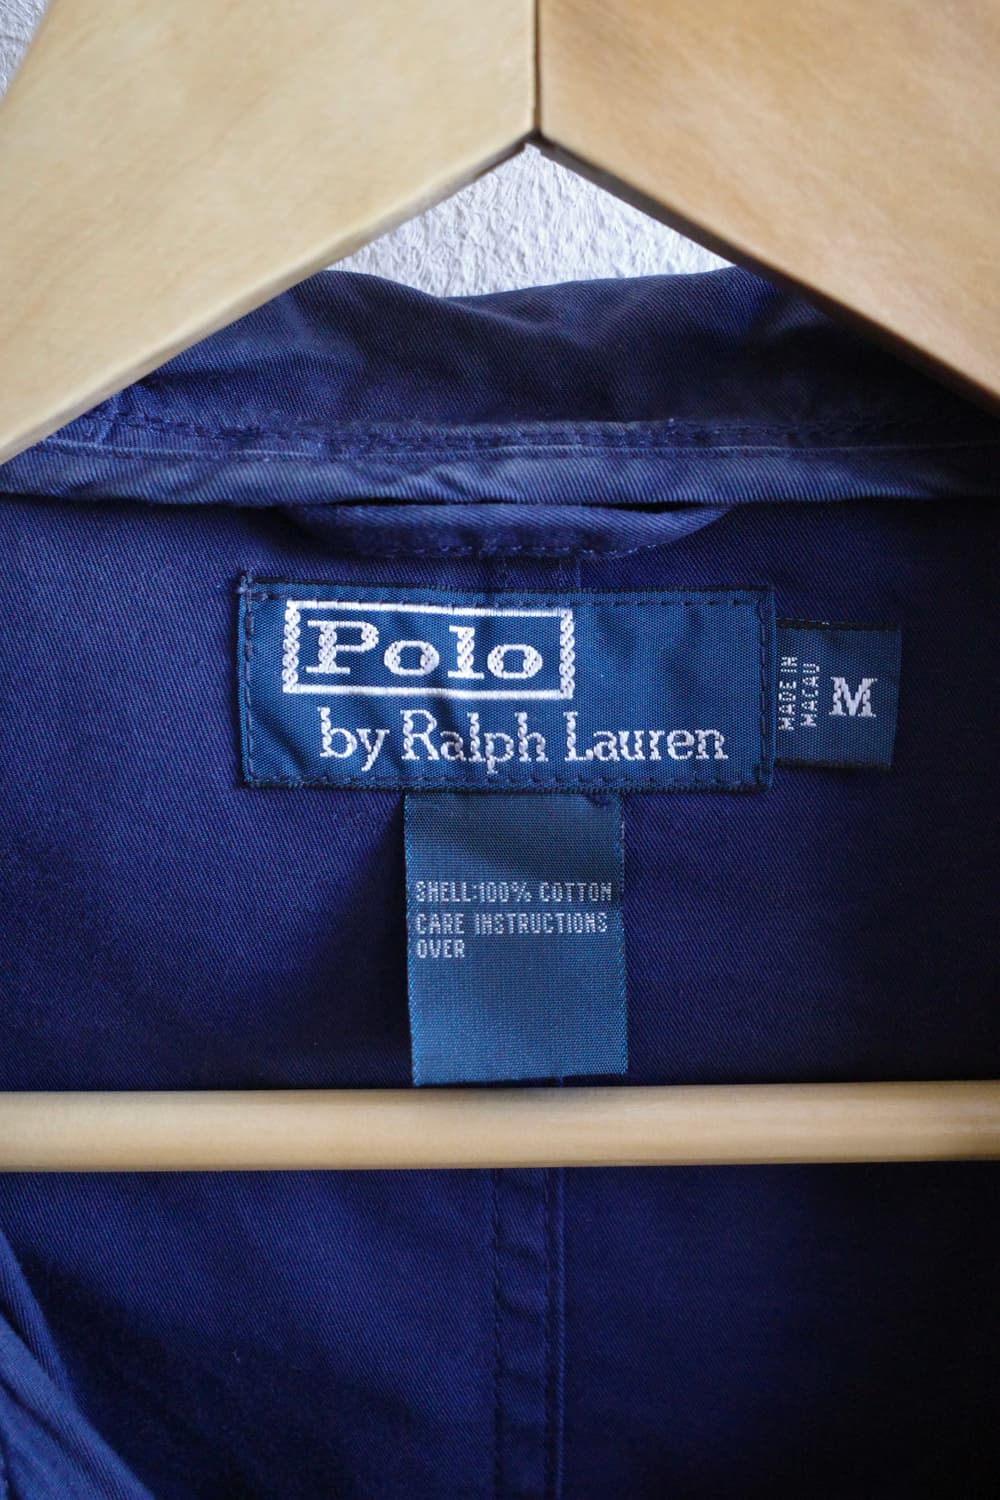 Polo
by Ralph Lauren
MADE IN
MACAU
M
SHELL:100% COTTON
CARE INSTRUCTIONS
OVER